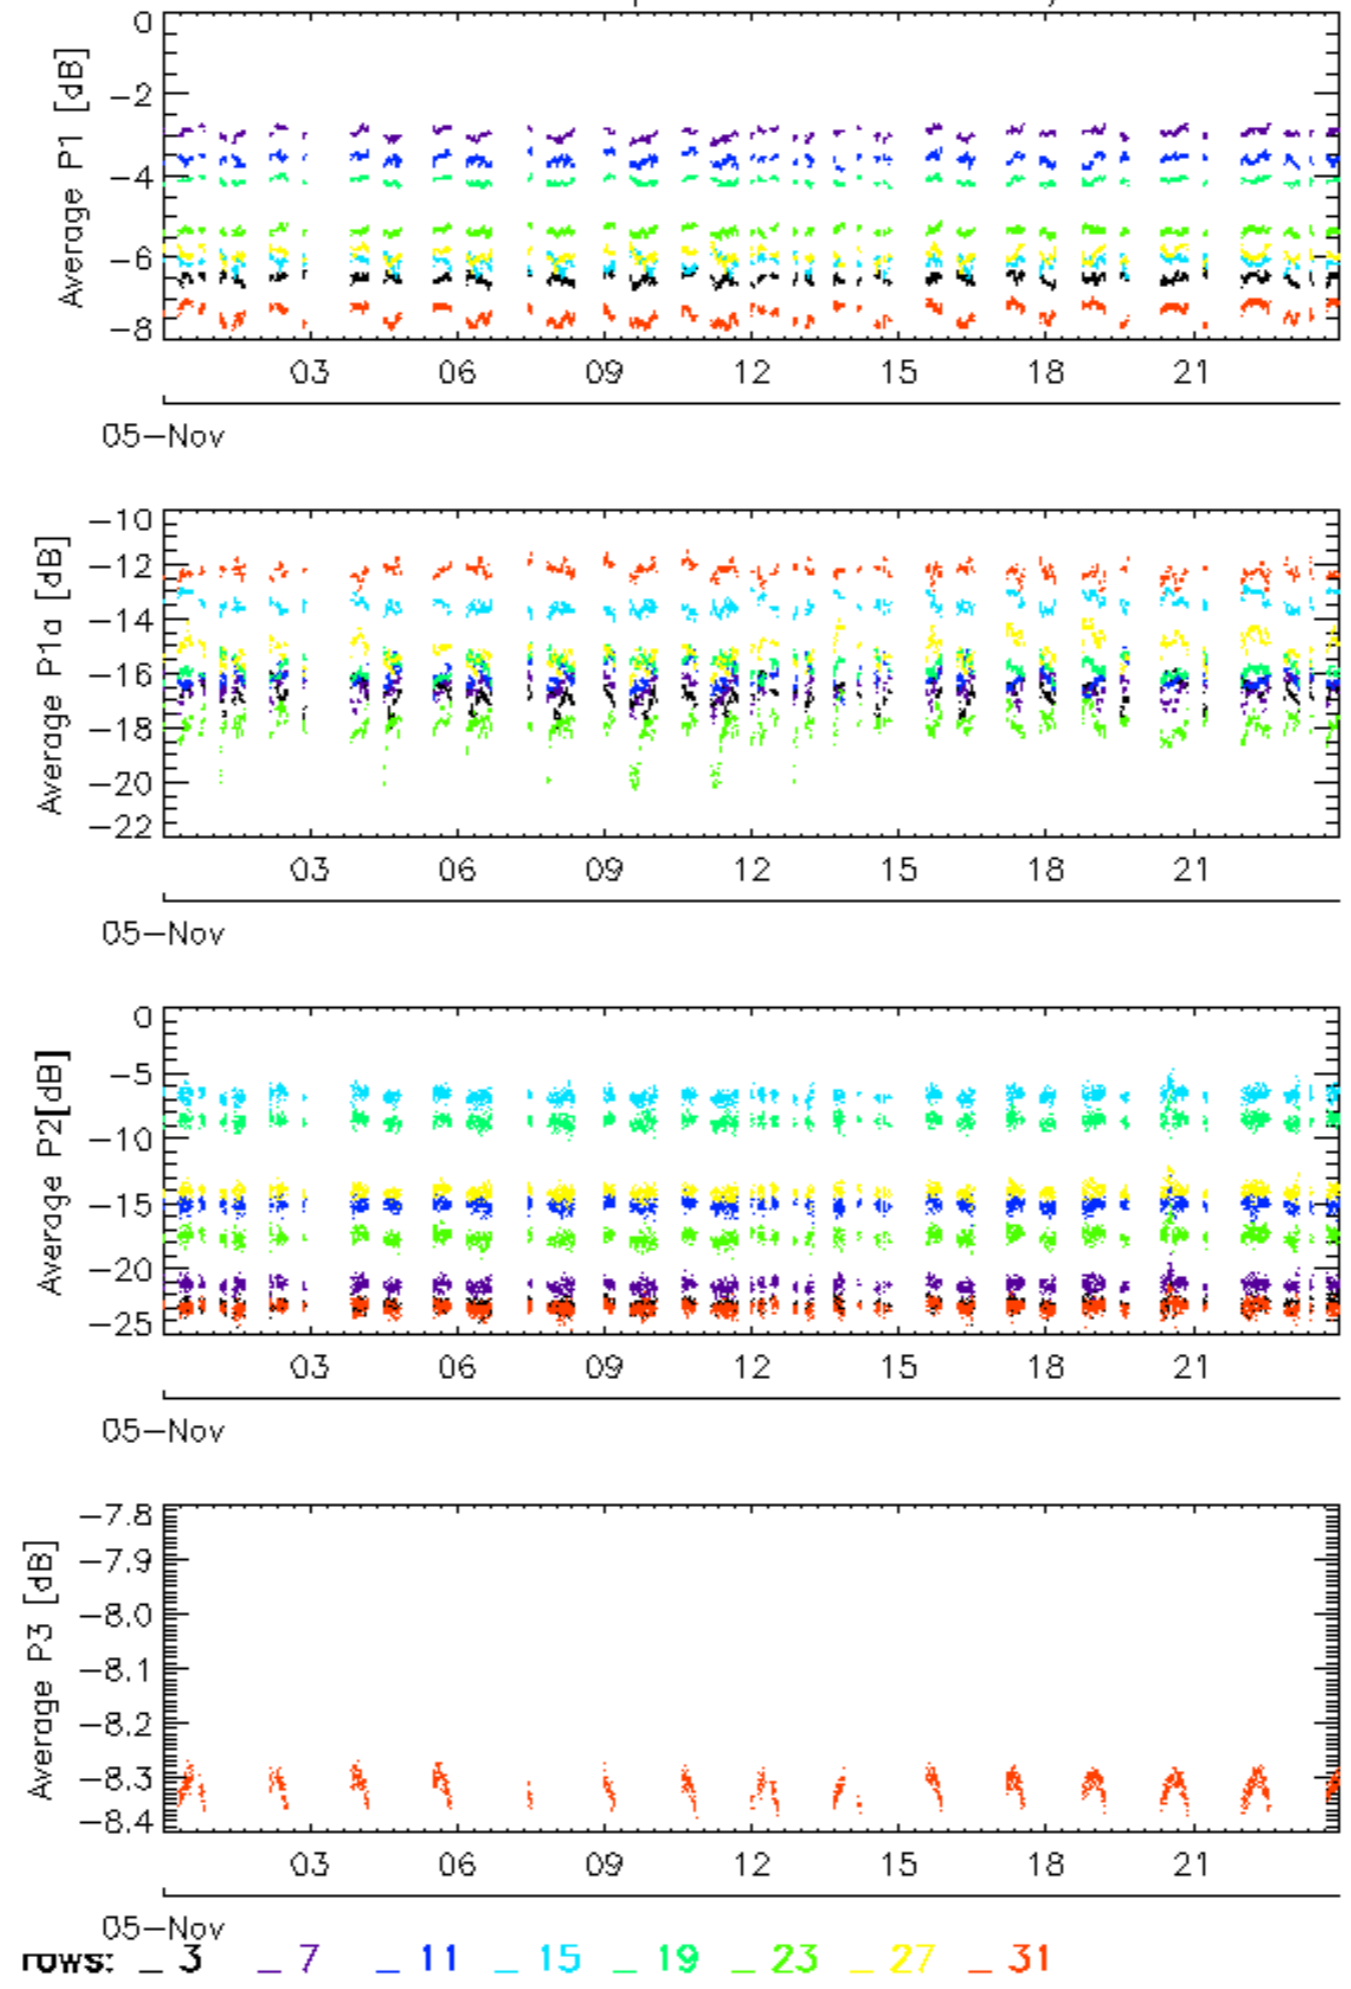 Average P1 [dB]
0
−2
−4
−6
−8
03 06 09 12 15 18 21
05−Nov
Average P1a [dB]
−10
−12
−14
−16
−18
−20
−22
03 06 09 12 15 18 21
05−Nov
Average P2[dB]
0
−5
−10
−15
−20
−25
03 06 09 12 15 18 21
05−Nov
Average P3 [dB]
−7.8
−7.9
−8.0
−8.1
−8.2
−8.3
−8.4
03 06 09 12 15 18 21
05−Nov
rows: _ 3 _ 7 _ 11 _ 15 _ 19 _ 23 _ 27 _ 31